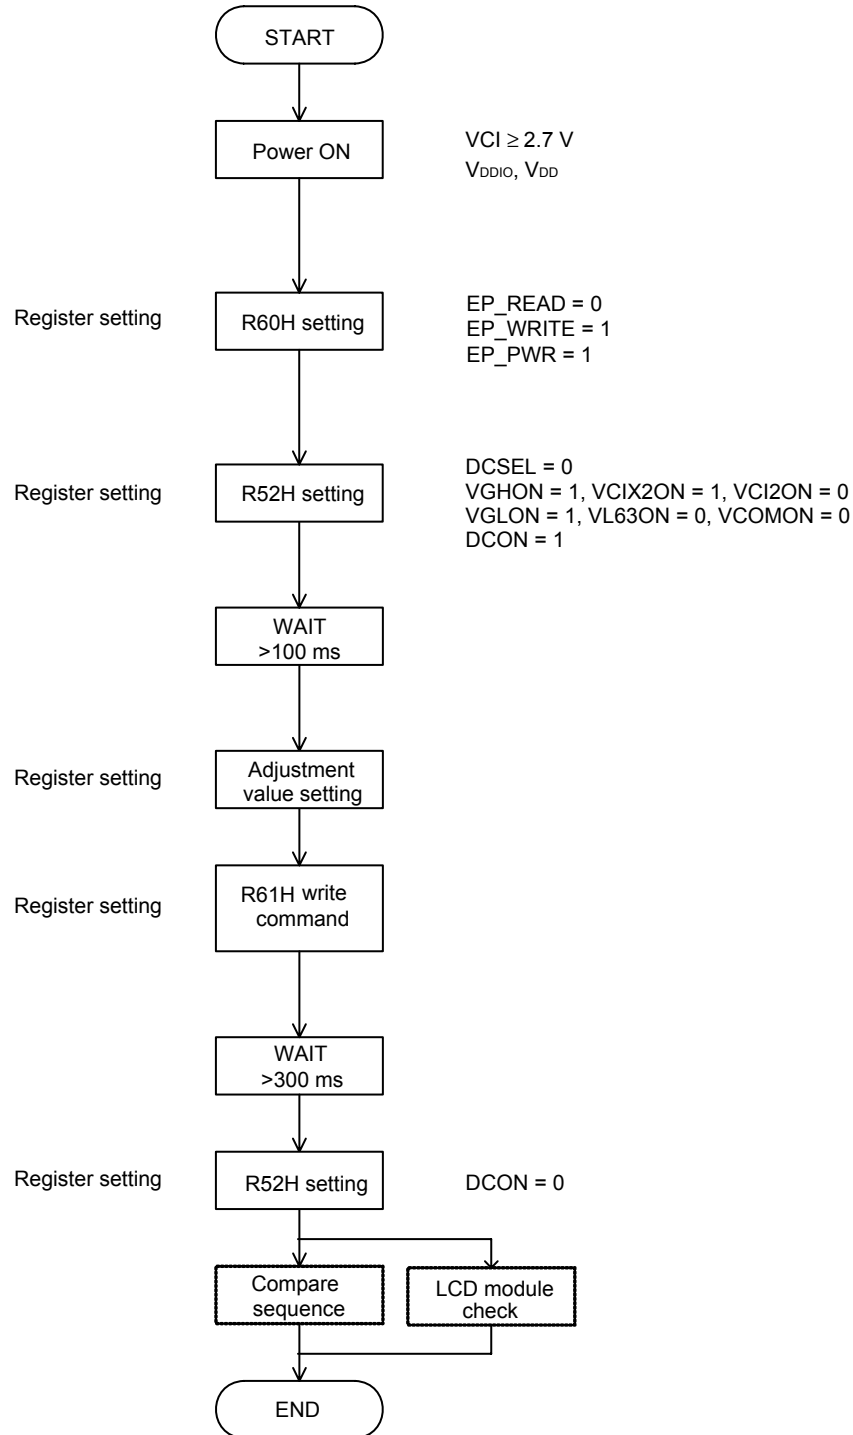 START
Power ON
VCI ≥ 2.7 V
VDDIO, VDD
Register setting
R60H setting
EP_READ = 0
EP_WRITE = 1
EP_PWR = 1
Register setting
R52H setting
DCSEL = 0
VGHON = 1, VCIX2ON = 1, VCI2ON = 0
VGLON = 1, VL63ON = 0, VCOMON = 0
DCON = 1
WAIT
>100 ms
Register setting
Adjustment
value setting
Register setting
R61H write
command
WAIT
>300 ms
Register setting
R52H setting
DCON = 0
Compare
sequence
LCD module
check
END